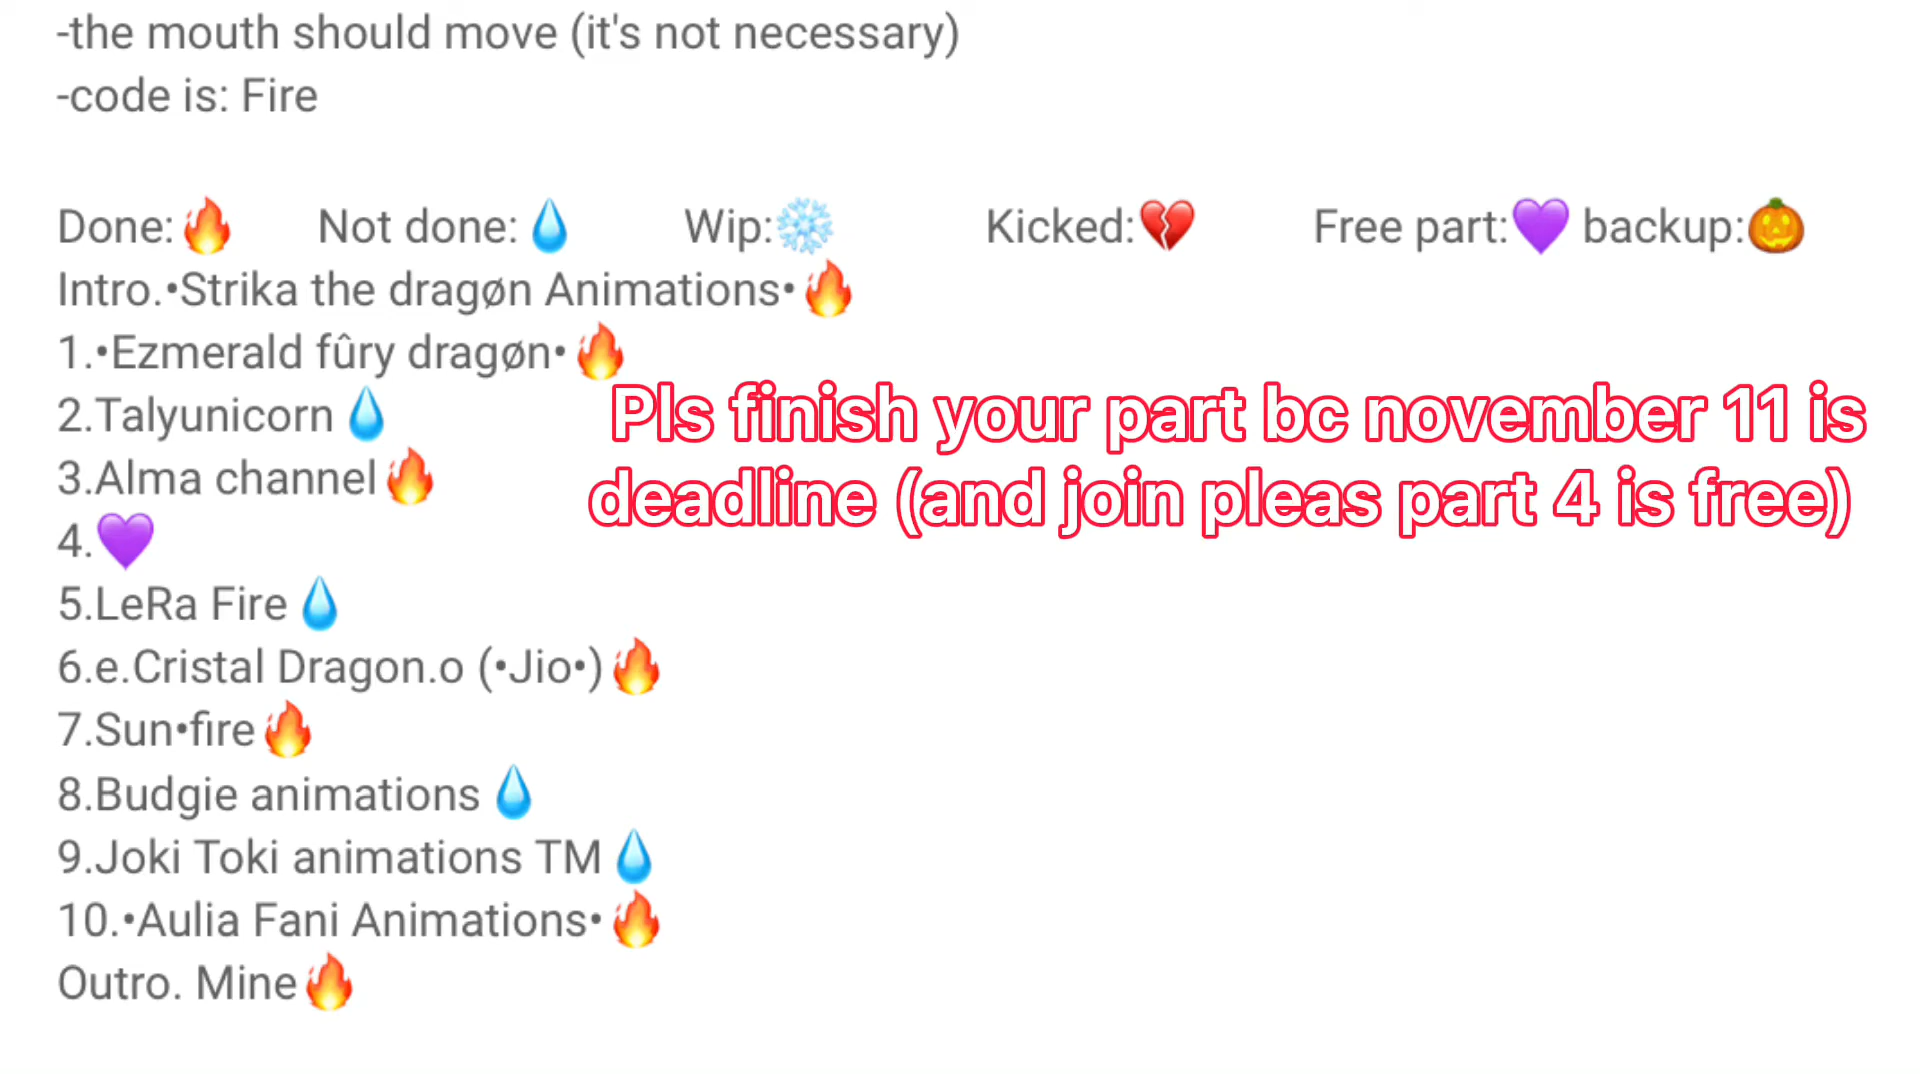 -the mouth should move (it's not necessary)
-code is: Fire
Done:🔥 Not done:💧 Wip:❄️ Kicked:💔 Free part:💜 backup:🎃
Intro.•Strika the dragøn Animations•🔥
1.•Ezmerald fûry dragøn•🔥
2.Talyunicorn💧
3.Alma channel🔥
4.💜
5.LeRa Fire💧
6.e.Cristal Dragon.o (•Jio•)🔥
7.Sun•fire🔥
8.Budgie animations💧
9.Joki Toki animations TM💧
10.•Aulia Fani Animations•🔥
Outro. Mine🔥
Pls finish your part bc november 11 is
deadline (and join pleas part 4 is free)